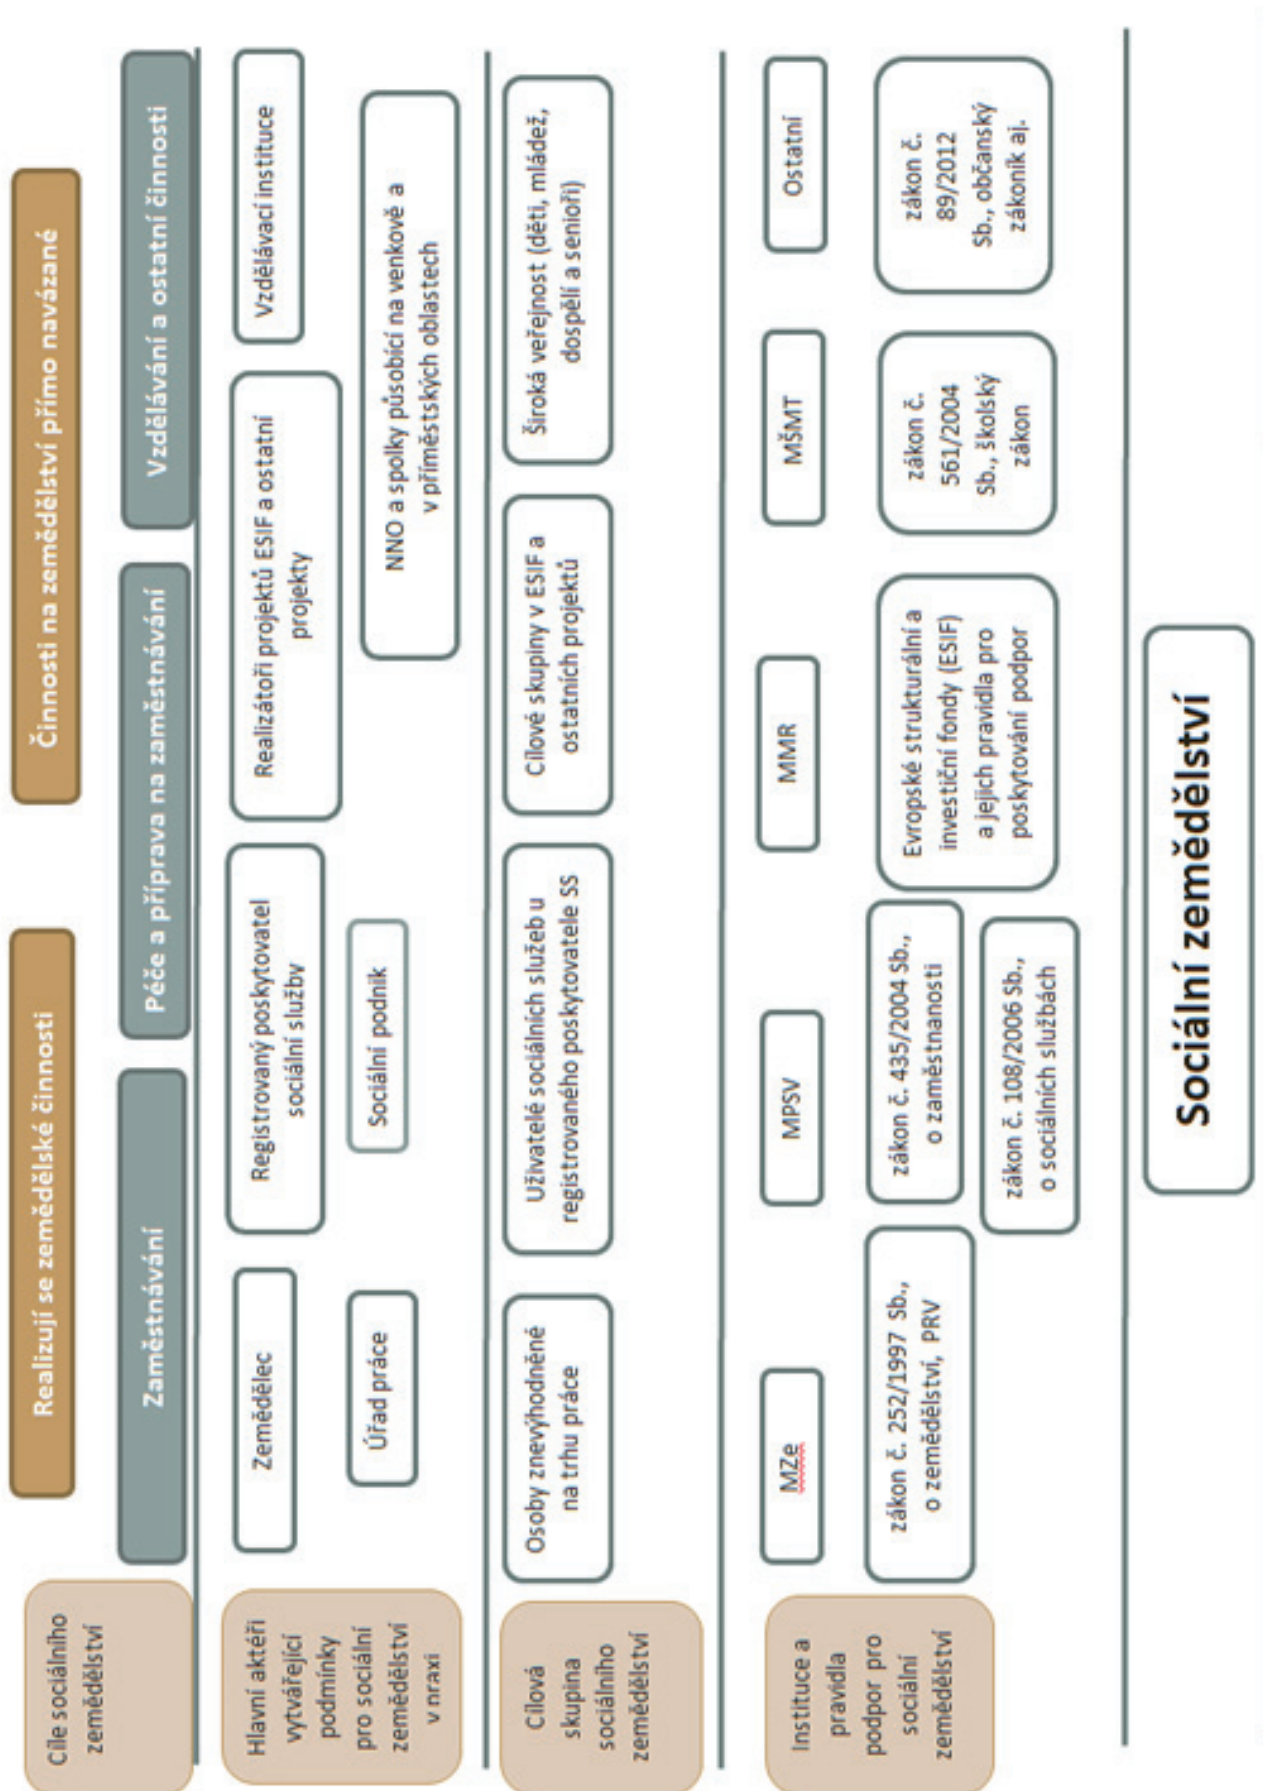 Realizují se zemědělské činnosti
Činnosti na zemědělství přímo navázané
Cíle sociálního
zemědělství
Zaměstnávání
Péče a příprava na zaměstnávání
Vzdělávání a ostatní činnosti
Hlavní aktéři
vytvářející
podmínky
pro sociální
zemědělství
v praxi
Zemědělec
Registrovaný poskytovatel
sociální služby
Realizátoři projektů ESIF a ostatní
projekty
Vzdělávací instituce
Úřad práce
Sociální podnik
NNO a spolky působící na venkově a
v příměstských oblastech
Cílová
skupina
sociálního
zemědělství
Osoby znevýhodněné
na trhu práce
Uživatelé sociálních služeb u
registrovaného poskytovatele SS
Cílové skupiny v ESIF a
ostatních projektů
Široká veřejnost (děti, mládež,
dospělí a senioři)
Instituce a
pravidla
podpor pro
sociální
zemědělství
MZe
MPSV
MMR
MŠMT
Ostatní
zákon č. 252/1997 Sb.,
o zemědělství, PRV
zákon č. 435/2004 Sb.,
o zaměstnanosti
zákon č. 108/2006 Sb.,
o sociálních službách
Evropské strukturální a
investiční fondy (ESIF)
a jejich pravidla pro
poskytování podpor
zákon č.
561/2004
Sb., školský
zákon
zákon č.
89/2012
Sb., občanský
zákoník aj.
Sociální zemědělství